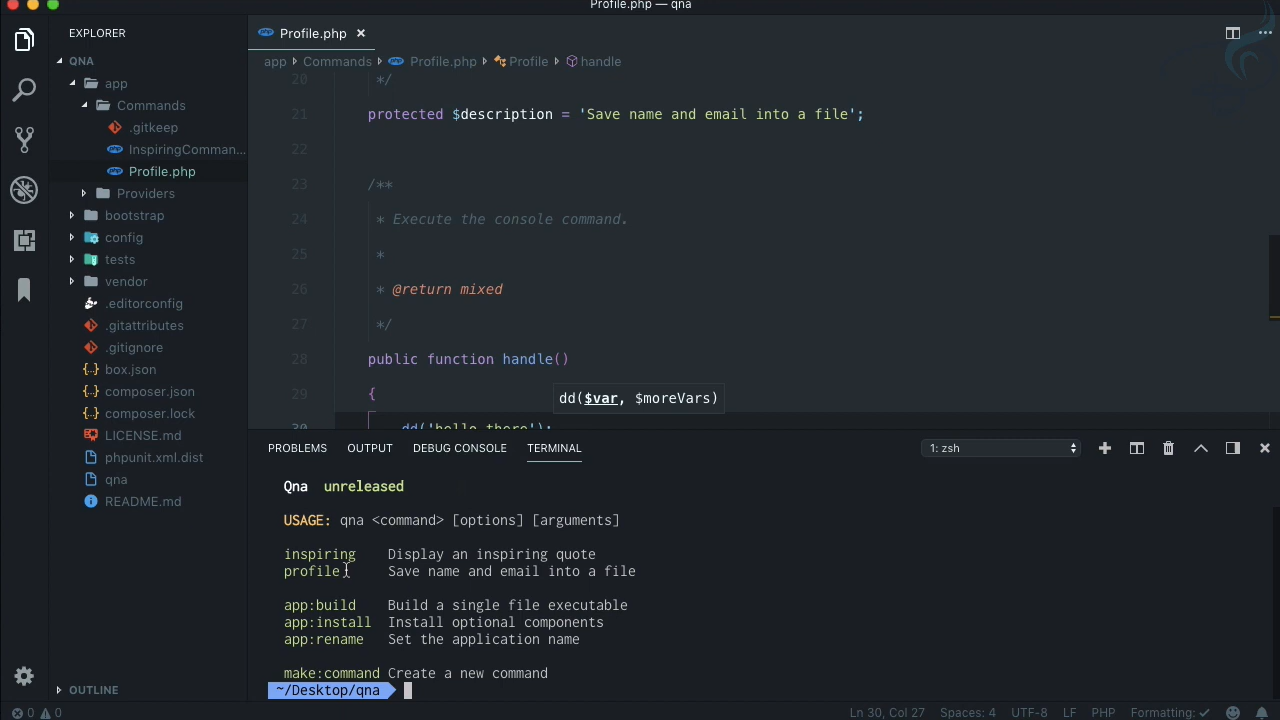 Profile.php — qna
EXPLORER
QNA
app
Commands
.gitkeep
InspiringComman...
Profile.php
Providers
bootstrap
config
tests
vendor
.editorconfig
.gitattributes
.gitignore
box.json
composer.json
composer.lock
LICENSE.md
phpunit.xml.dist
qna
README.md
OUTLINE
Profile.php
app Commands Profile.php Profile handle
20 */
21 protected $description = 'Save name and email into a file';
22
23 /**
24 * Execute the console command.
25 *
26 * @return mixed
27 */
28 public function handle()
29 {
dd($var, $moreVars)
30 dd('hello there');
PROBLEMS OUTPUT DEBUG CONSOLE TERMINAL 1: zsh
Qna unreleased
USAGE: qna <command> [options] [arguments]
inspiring Display an inspiring quote
profile Save name and email into a file
app:build Build a single file executable
app:install Install optional components
app:rename Set the application name
make:command Create a new command
~/Desktop/qna
0 0 Ln 30, Col 27 Spaces: 4 UTF-8 LF PHP Formatting: ✓